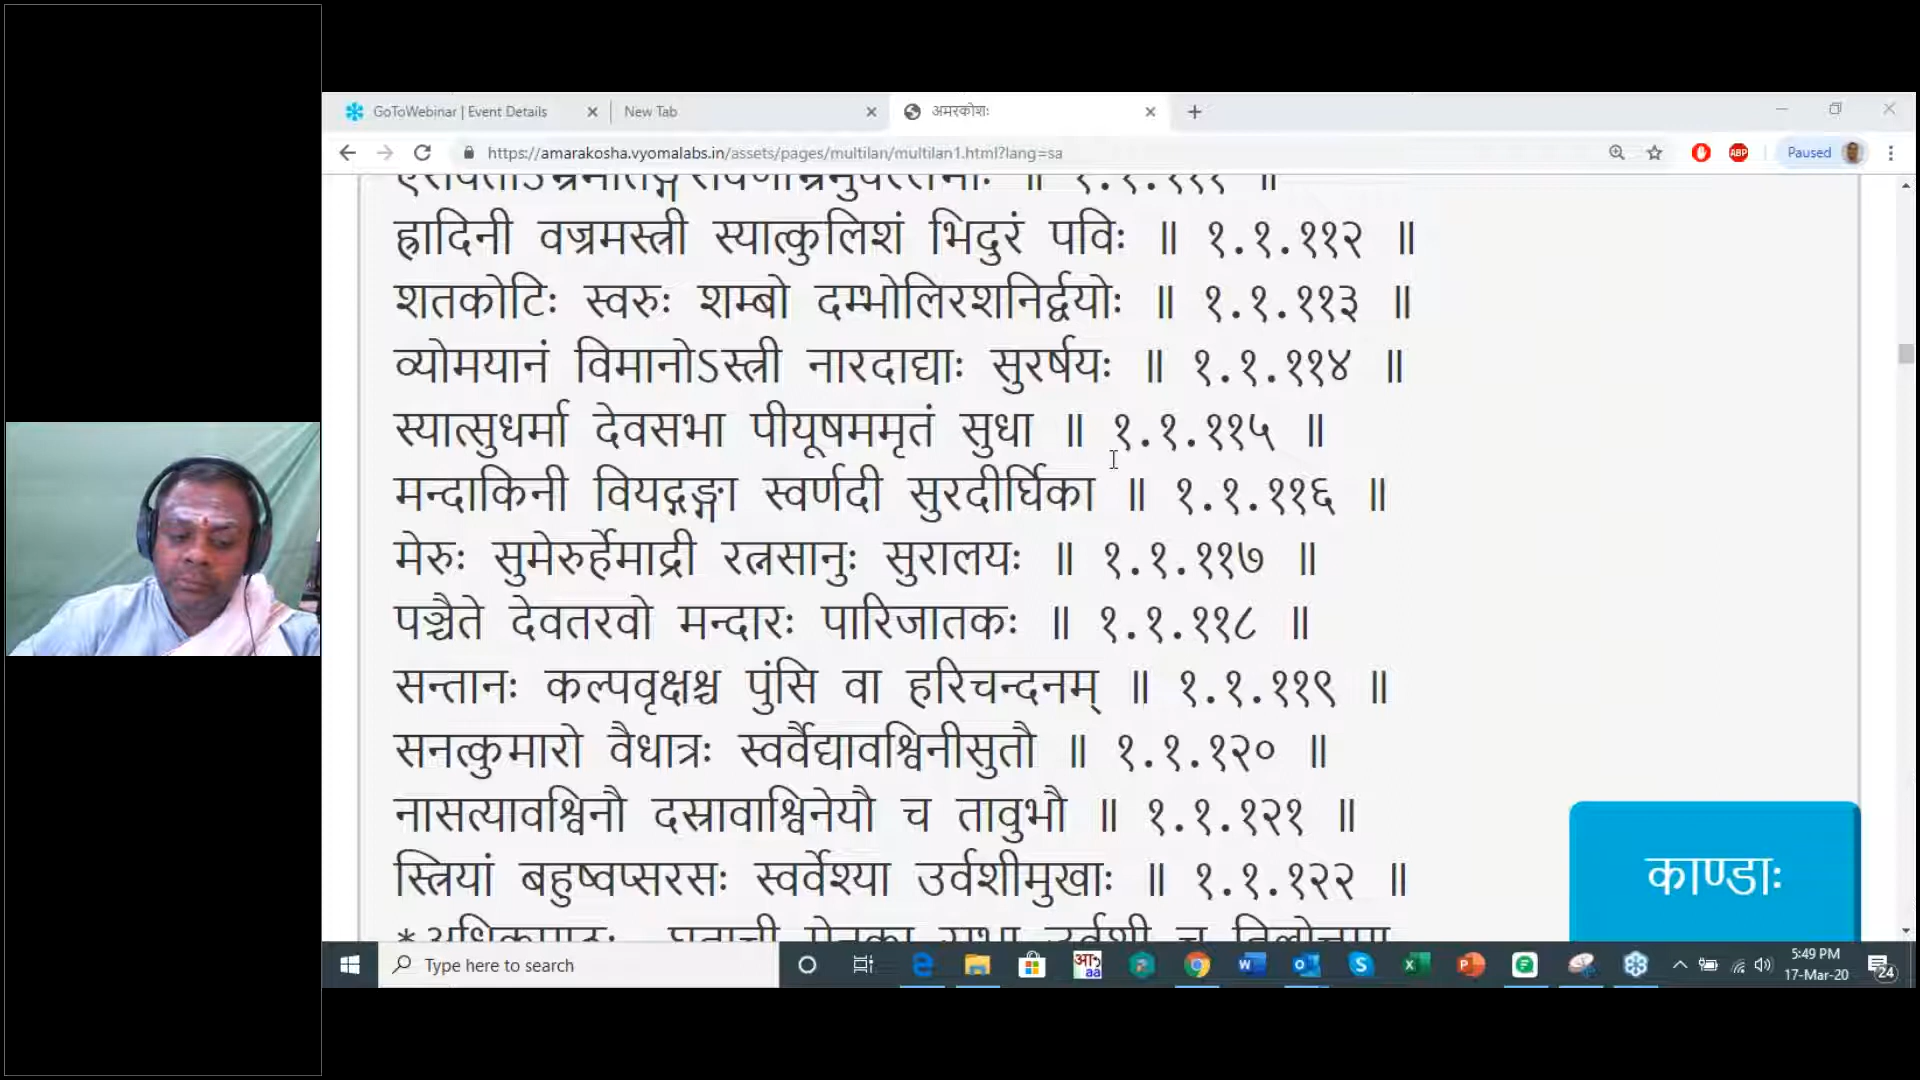 GoToWebinar | Event Details
New Tab
अमरकोशः
https://amarakosha.vyomalabs.in/assets/pages/multilan/multilan1.html?lang=sa
ABP
Paused
॥ १.१.१११ ॥
ह्रादिनी वज्रमस्त्री स्यात्कुलिशं भिदुरं पविः ॥ १.१.११२ ॥
शतकोटिः स्वरुः शम्बो दम्भोलिरशनिर्द्वयोः ॥ १.१.११३ ॥
व्योमयानं विमानोऽस्त्री नारदाद्याः सुरर्षयः ॥ १.१.११४ ॥
स्यात्सुधर्मा देवसभा पीयूषममृतं सुधा ॥ १.१.११५ ॥
मन्दाकिनी वियद्गङ्गा स्वर्णदी सुरदीर्घिका ॥ १.१.११६ ॥
मेरुः सुमेरुर्हेमाद्री रत्नसानुः सुरालयः ॥ १.१.११७ ॥
पञ्चैते देवतरवो मन्दारः पारिजातकः ॥ १.१.११८ ॥
सन्तानः कल्पवृक्षश्च पुंसि वा हरिचन्दनम् ॥ १.१.११९ ॥
सनत्कुमारो वैधात्रः स्वर्वैद्यावश्विनीसुतौ ॥ १.१.१२० ॥
नासत्यावश्विनौ दस्रावाश्विनेयौ च तावुभौ ॥ १.१.१२१ ॥
स्त्रियां बहुष्वप्सरसः स्वर्वेश्या उर्वशीमुखाः ॥ १.१.१२२ ॥
काण्डाः
Type here to search
5:49 PM
17-Mar-20
24